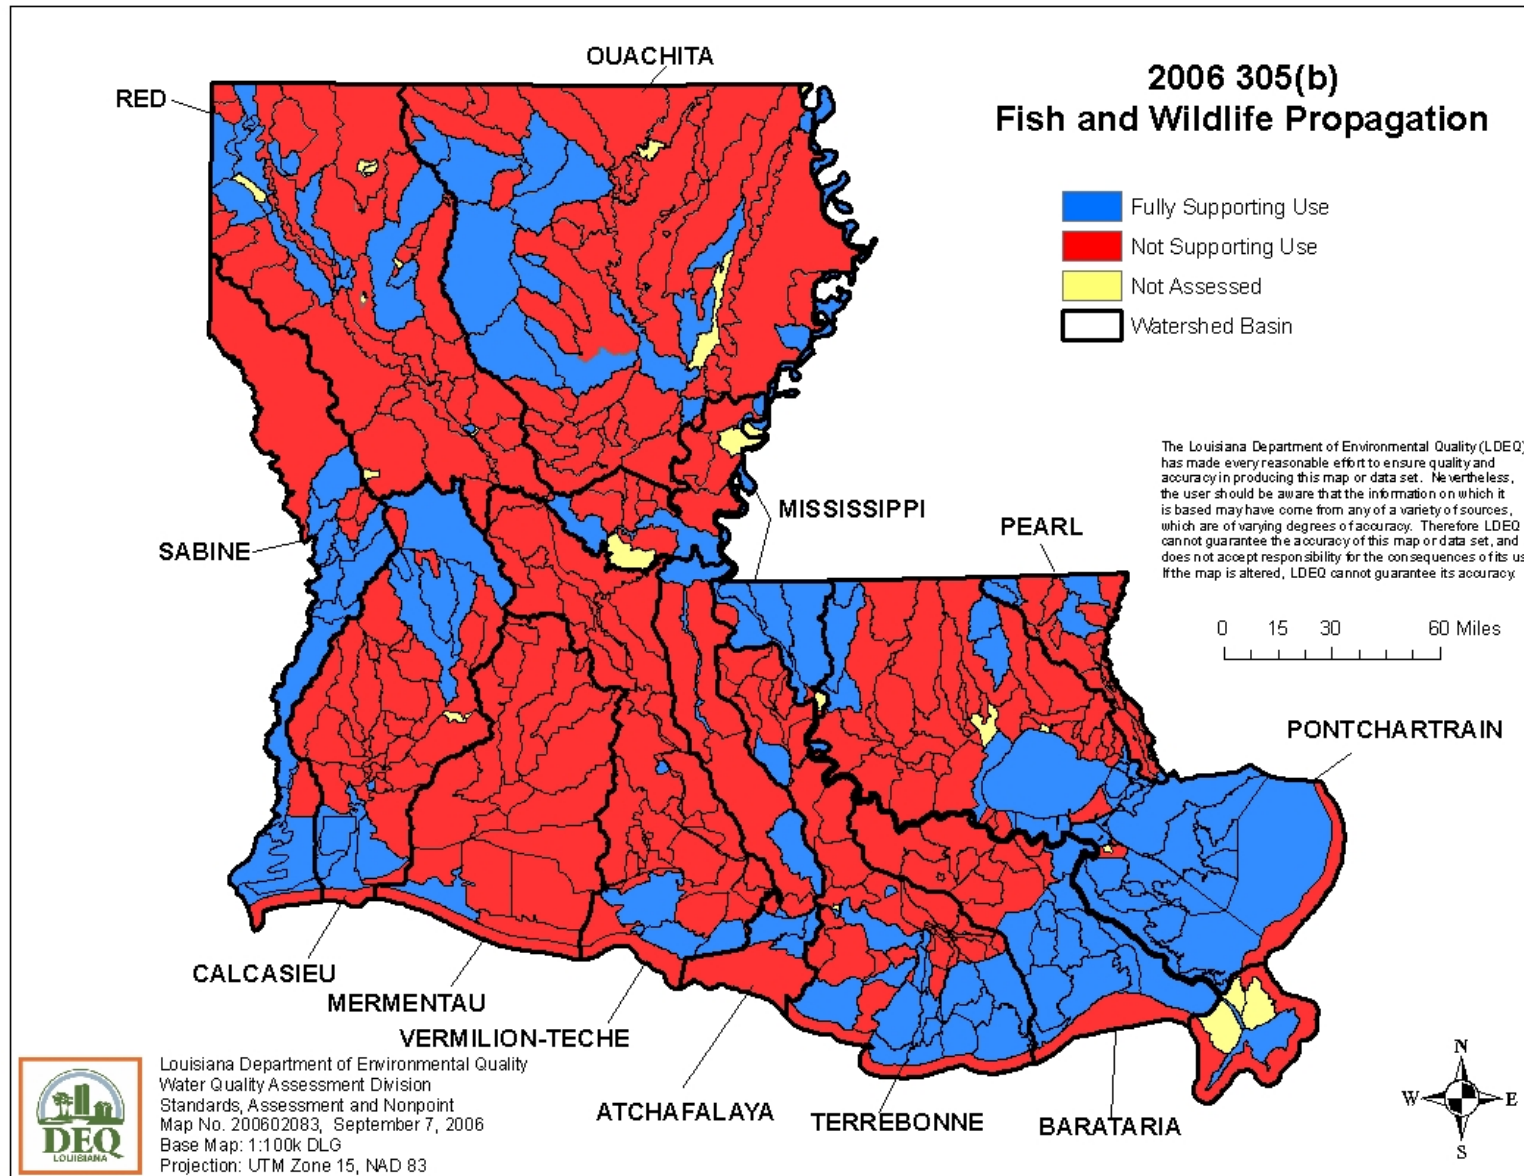 2006 305(b)
Fish and Wildlife Propagation
OUACHITA
RED
Fully Supporting Use
Not Supporting Use
Not Assessed
Watershed Basin
The Louisiana Department of Environmental Quality (LDEQ)
has made every reasonable effort to ensure quality and
accuracy in producing this map or data set. Nevertheless,
the user should be aware that the information on which it
is based may have come from any of a variety of sources,
which are of varying degrees of accuracy. Therefore LDEQ
cannot guarantee the accuracy of this map or data set, and
does not accept responsibility for the consequences of its us
If the map is altered, LDEQ cannot guarantee its accuracy.
MISSISSIPPI
PEARL
SABINE
0 15 30 60 Miles
PONTCHARTRAIN
CALCASIEU
MERMENTAU
VERMILION-TECHE
ATCHAFALAYA
TERREBONNE
BARATARIA
N
W E
S
DEQ
LOUISIANA
Louisiana Department of Environmental Quality
Water Quality Assessment Division
Standards, Assessment and Nonpoint
Map No. 200602083, September 7, 2006
Base Map: 1:100k DLG
Projection: UTM Zone 15, NAD 83